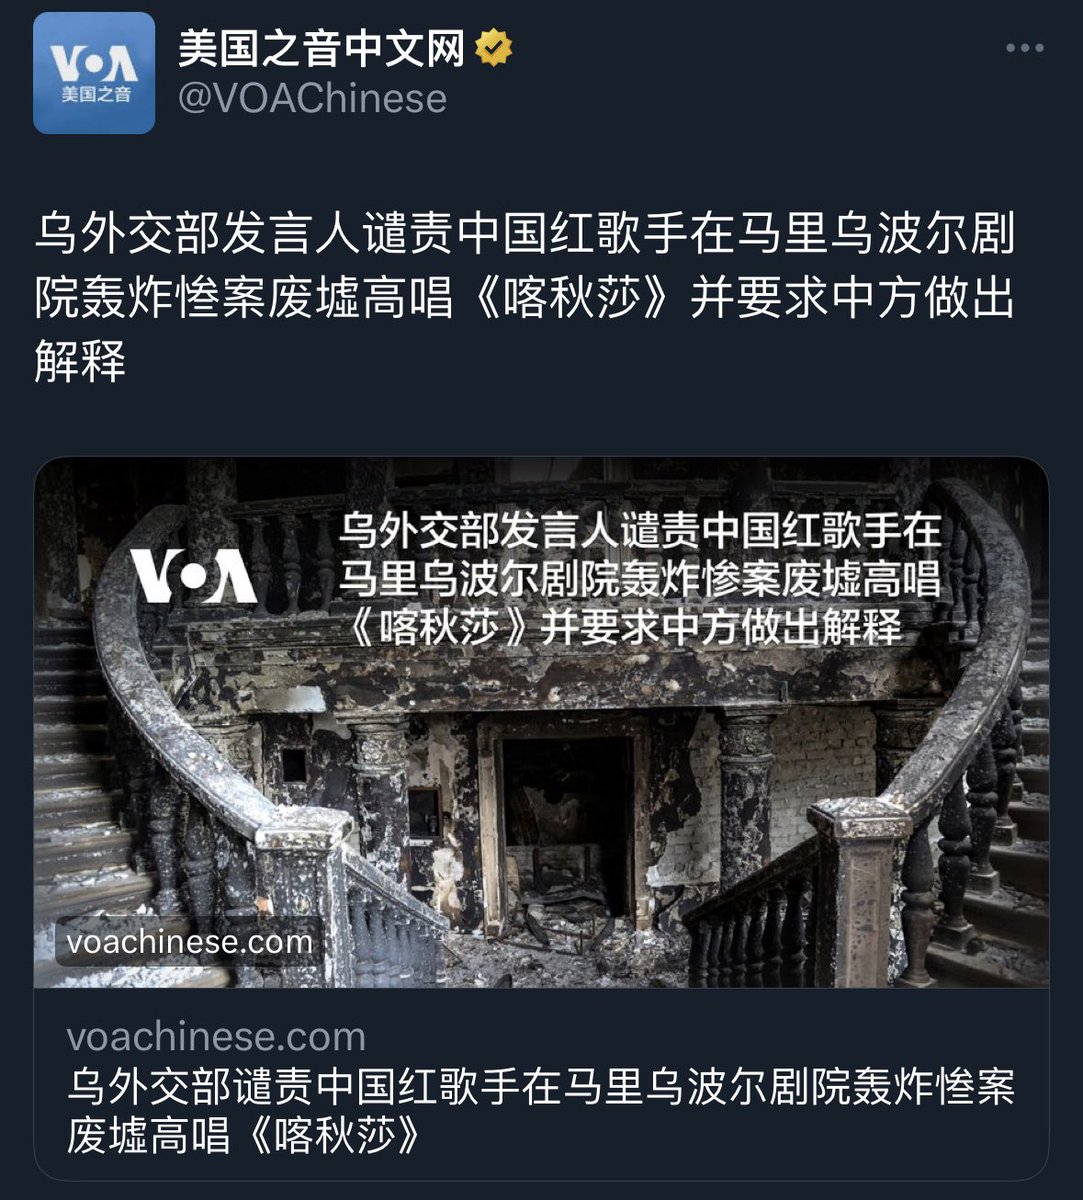 VOA
美国之音
美国之音中文网
@VOAChinese
乌外交部发言人谴责中国红歌手在马里乌波尔剧
院轰炸惨案废墟高唱《喀秋莎》并要求中方做出
解释
VOA
乌外交部发言人谴责中国红歌手在
马里乌波尔剧院轰炸惨案废墟高唱
《喀秋莎》并要求中方做出解释
voachinese.com
voachinese.com
乌外交部谴责中国红歌手在马里乌波尔剧院轰炸惨案
废墟高唱《喀秋莎》